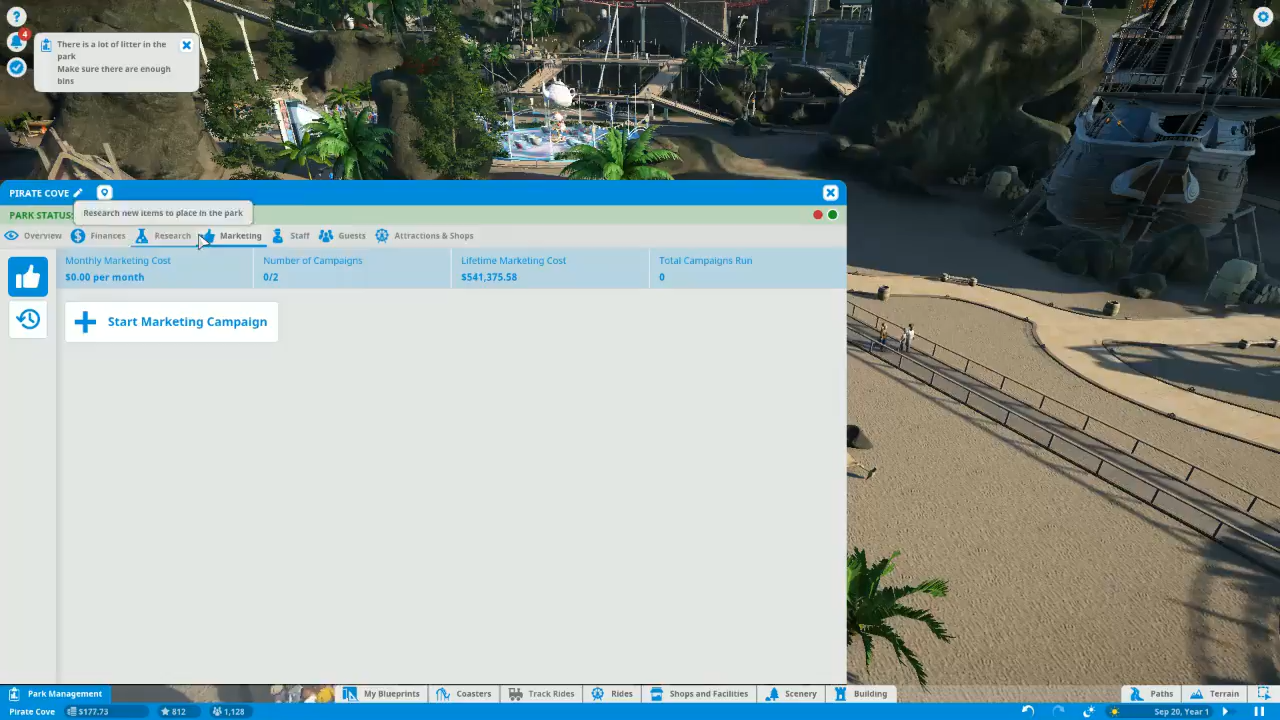 ?
4
There is a lot of litter in the
park
Make sure there are enough
bins
PIRATE COVE
Research new items to place in the park
PARK STATUS:
Overview
Finances
Research
Marketing
Staff
Guests
Attractions & Shops
Monthly Marketing Cost
Number of Campaigns
Lifetime Marketing Cost
Total Campaigns Run
$0.00 per month
0/2
$541,375.58
0
Start Marketing Campaign
Park Management
My Blueprints
Coasters
Track Rides
Rides
Shops and Facilities
Scenery
Building
Paths
Terrain
Pirate Cove
$177.73
812
1,128
Sep 20, Year 1